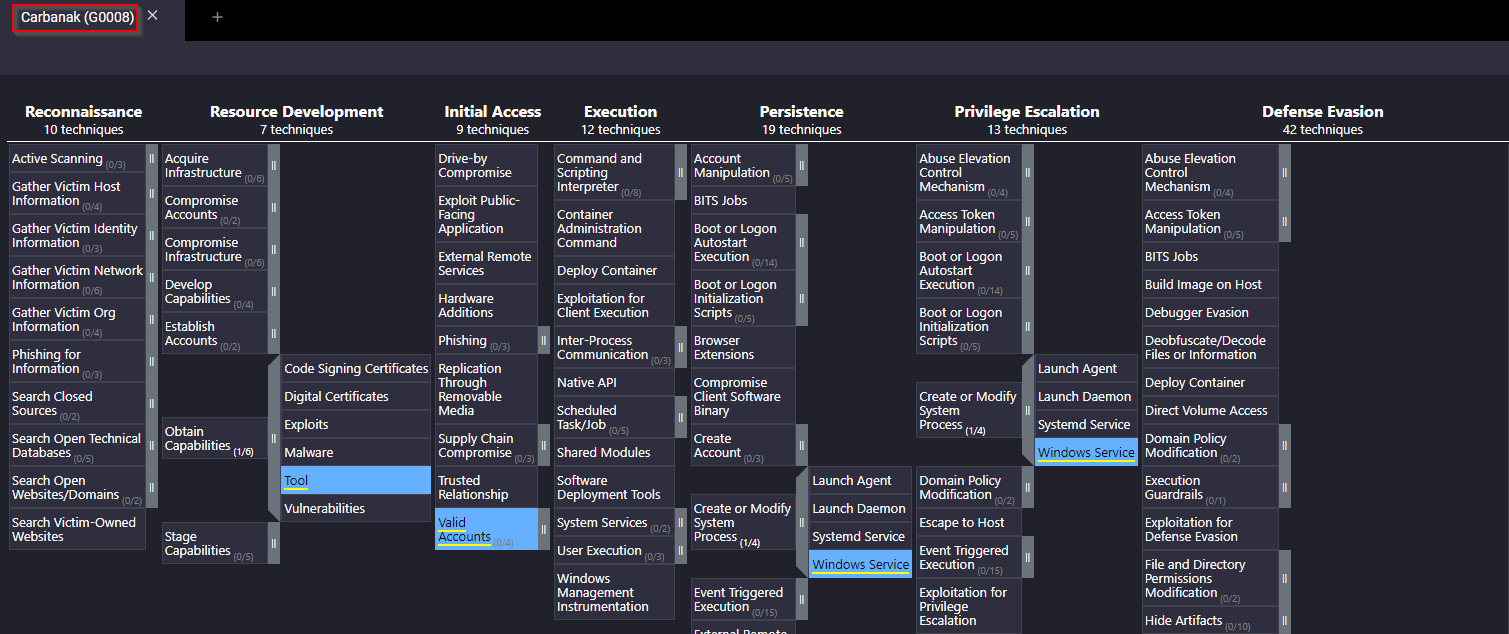 Carbanak (G0008)
Reconnaissance
10 techniques
Active Scanning (0/3)
Gather Victim Host
Information (0/4)
Gather Victim Identity
Information (0/3)
Gather Victim Network
Information (0/6)
Gather Victim Org
Information (0/4)
Phishing for
Information (0/3)
Search Closed
Sources (0/2)
Search Open Technical
Databases (0/5)
Search Open
Websites/Domains (0/2)
Search Victim-Owned
Websites
Resource Development
7 techniques
Acquire
Infrastructure (0/6)
Compromise
Accounts (0/2)
Compromise
Infrastructure (0/6)
Develop
Capabilities (0/4)
Establish
Accounts (0/2)
Obtain
Capabilities (1/6)
Code Signing Certificates
Digital Certificates
Exploits
Malware
Tool
Vulnerabilities
Stage
Capabilities (0/5)
Initial Access
9 techniques
Drive-by
Compromise
Exploit Public-
Facing
Application
External Remote
Services
Hardware
Additions
Phishing (0/3)
Replication
Through
Removable
Media
Supply Chain
Compromise (0/3)
Trusted
Relationship
Valid
Accounts (0/4)
Execution
12 techniques
Command and
Scripting
Interpreter (0/8)
Container
Administration
Command
Deploy Container
Exploitation for
Client Execution
Inter-Process
Communication (0/3)
Native API
Scheduled
Task/Job (0/5)
Shared Modules
Software
Deployment Tools
System Services (0/2)
User Execution (0/3)
Windows
Management
Instrumentation
Persistence
19 techniques
Account
Manipulation (0/5)
BITS Jobs
Boot or Logon
Autostart
Execution (0/14)
Boot or Logon
Initialization
Scripts (0/5)
Browser
Extensions
Compromise
Client Software
Binary
Create
Account (0/3)
Create or Modify
System
Process (1/4)
Launch Agent
Launch Daemon
Systemd Service
Windows Service
Event Triggered
Execution (0/15)
External Remote
Privilege Escalation
13 techniques
Abuse Elevation
Control
Mechanism (0/4)
Access Token
Manipulation (0/5)
Boot or Logon
Autostart
Execution (0/14)
Boot or Logon
Initialization
Scripts (0/5)
Create or Modify
System
Process (1/4)
Launch Agent
Launch Daemon
Systemd Service
Windows Service
Domain Policy
Modification (0/2)
Escape to Host
Event Triggered
Execution (0/15)
Exploitation for
Privilege
Escalation
Defense Evasion
42 techniques
Abuse Elevation
Control
Mechanism (0/4)
Access Token
Manipulation (0/5)
BITS Jobs
Build Image on Host
Debugger Evasion
Deobfuscate/Decode
Files or Information
Deploy Container
Direct Volume Access
Domain Policy
Modification (0/2)
Execution
Guardrails (0/1)
Exploitation for
Defense Evasion
File and Directory
Permissions
Modification (0/2)
Hide Artifacts (0/10)